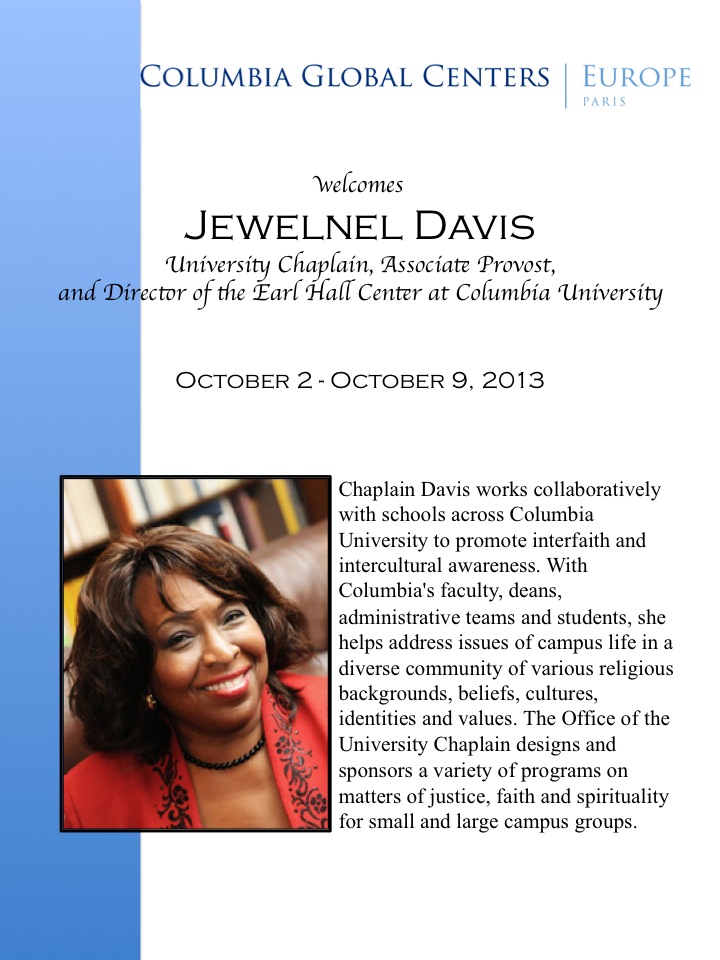 COLUMBIA GLOBAL CENTERS | EUROPE
PARIS
welcomes
JEWELNEL DAVIS
University Chaplain, Associate Provost,
and Director of the Earl Hall Center at Columbia University
OCTOBER 2 - OCTOBER 9, 2013
Chaplain Davis works collaboratively
with schools across Columbia
University to promote interfaith and
intercultural awareness. With
Columbia's faculty, deans,
administrative teams and students, she
helps address issues of campus life in a
diverse community of various religious
backgrounds, beliefs, cultures,
identities and values. The Office of the
University Chaplain designs and
sponsors a variety of programs on
matters of justice, faith and spirituality
for small and large campus groups.